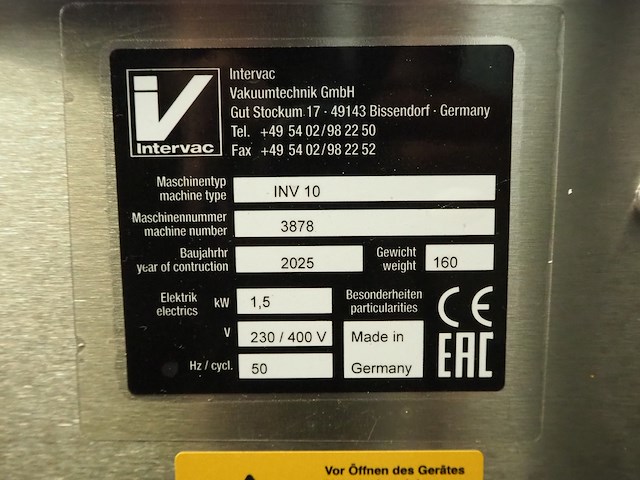 Intervac
Intervac
Vakuumtechnik GmbH
Gut Stockum 17 · 49143 Bissendorf · Germany
Tel. +49 54 02/98 22 50
Fax +49 54 02/98 22 52
Maschinentyp
machine type INV 10
Maschinennummer
machine number 3878
Baujahrhr
year of contruction 2025
Gewicht
weight 160
Elektrik
electrics kW 1,5
V 230 / 400 V
Hz / cycl. 50
Besonderheiten
particularities
Made in
Germany
CE
EAC
Vor Öffnen des Gerätes